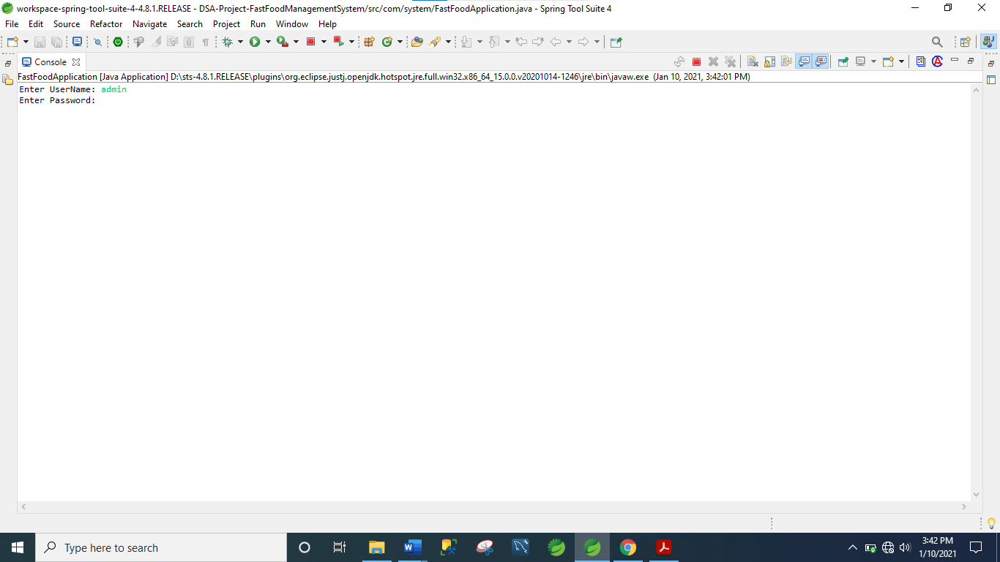 workspace-spring-tool-suite-4-4.8.1.RELEASE - DSA-Project-FastFoodManagementSystem/src/com/system/FastFoodApplication.java - Spring Tool Suite 4
File Edit Source Refactor Navigate Search Project Run Window Help
Console
FastFoodApplication [Java Application] D:\sts-4.8.1.RELEASE\plugins\org.eclipse.justj.openjdk.hotspot.jre.full.win32.x86_64_15.0.0.v20201014-1246\jre\bin\javaw.exe (Jan 10, 2021, 3:42:01 PM)
Enter UserName: admin
Enter Password:
Type here to search
3:42 PM
1/10/2021